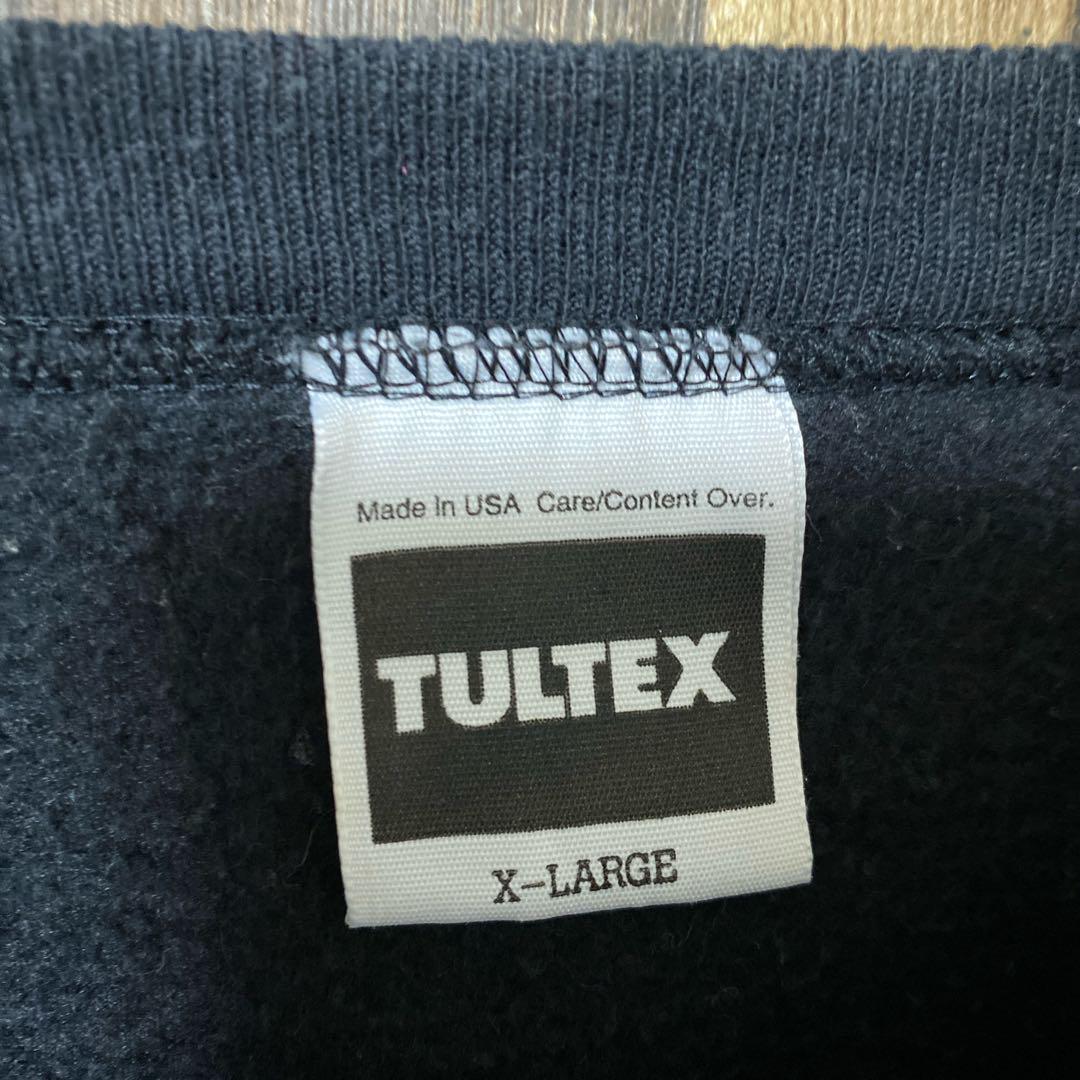 Made In USA Care/Content Over.
TULTEX
X-LARGE